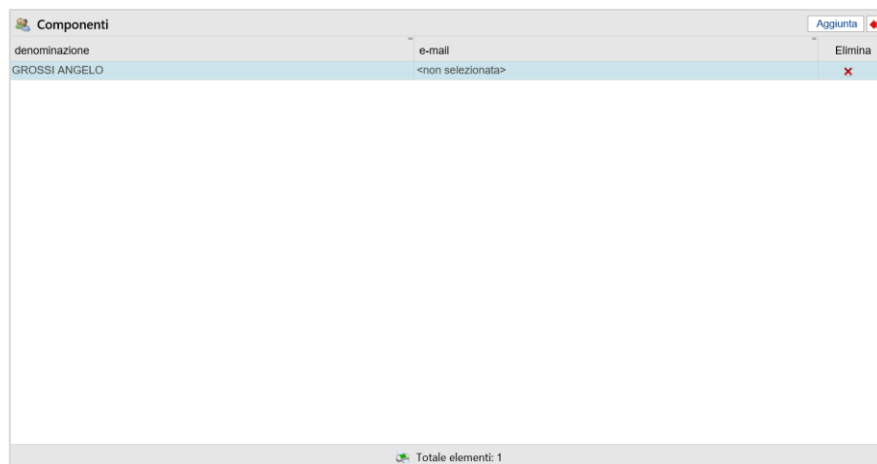 Componenti Aggiunta
denominazione e-mail Elimina
GROSSI ANGELO <non selezionata>
Totale elementi: 1